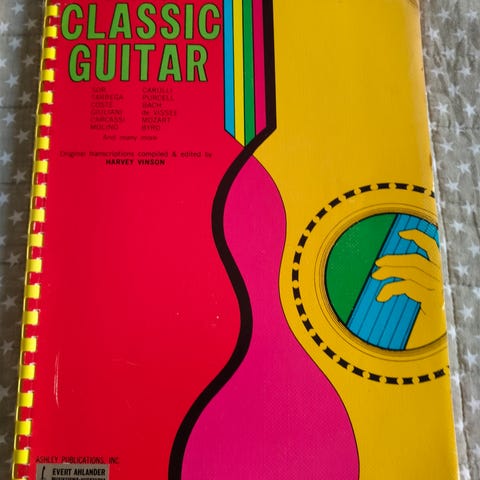 CLASSIC
GUITAR
SOR CARULLI
TARREGA PURCELL
COSTE BACH
GIULIANI DE VISSEE
CARCASSI MOZART
MOLINO BYRD
And many more
Original transcriptions compiled & edited by
HARVEY VINSON
ASHLEY PUBLICATIONS, INC.
EVERT AHLANDER